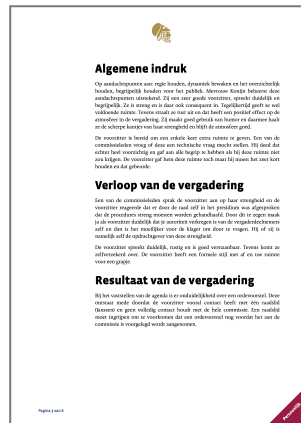 Algemene indruk
Op aandachtspunten aan: regie houden, dynamiek bewaken en het overzichtelijk
houden, begrijpelijk houden voor het publiek. Mevrouw Konijn beheerst deze
aandachtspunten uitstekend. Zij een zeer goede voorzitter, spreekt duidelijk en
begrijpelijk. Ze is streng en is daar ook consequent in. Tegelijkertijd geeft ze wel
voldoende ruimte. Tevens straalt ze rust uit en dat heeft een positief effect op de
atmosfeer in de vergadering. Zij maakt goed gebruik van humor en daarmee haalt
ze de scherpe kantjes van haar strengheid en blijft de atmosfeer goed.
De voorzitter is bereid om een enkele keer extra ruimte te geven. Een van de
commissieleden vroeg of deze een technische vraag mocht stellen. Hij deed dat
echter heel voorzichtig en gaf aan alle begrip te hebben als hij deze ruimte niet
zou krijgen. De voorzitter gaf hem deze ruimte toch maar hij moest het zeer kort
houden en dat gebeurde.
Verloop van de vergadering
Een van de commissieleden sprak de voorzitter aan op haar strengheid en de
voorzitter reageerde dat er door de raad zelf in het presidium was afgesproken
dat de procedures streng moesten worden gehandhaafd. Door dit te zeggen maak
je als voorzitter duidelijk dat je autoriteit verkregen is van de vergaderdeelnemers
zelf en dan is het moeilijker voor de klager om door te vragen. Hij of zij is
namelijk zelf de opdrachtgever van deze strengheid.
De voorzitter spreekt duidelijk, rustig en is goed verstaanbaar. Tevens komt ze
zelfverzekerd over. De voorzitter heeft een formele stijl met af en toe ruimte
voor een grapje.
Resultaat van de vergadering
Bij het vaststellen van de agenda is er onduidelijkheid over een ordevoorstel. Deze
ontstaat mede doordat de voorzitter vooral contact heeft met één raadslid
(Janssen) en geen volledig contact houdt met de hele commissie. Een raadslid
moet ingrijpen om te voorkomen dat een ordevoorstel nog voordat het aan de
commissie is voorgelegd wordt aangenomen.
Pagina 3 van 6
Persoonlijk